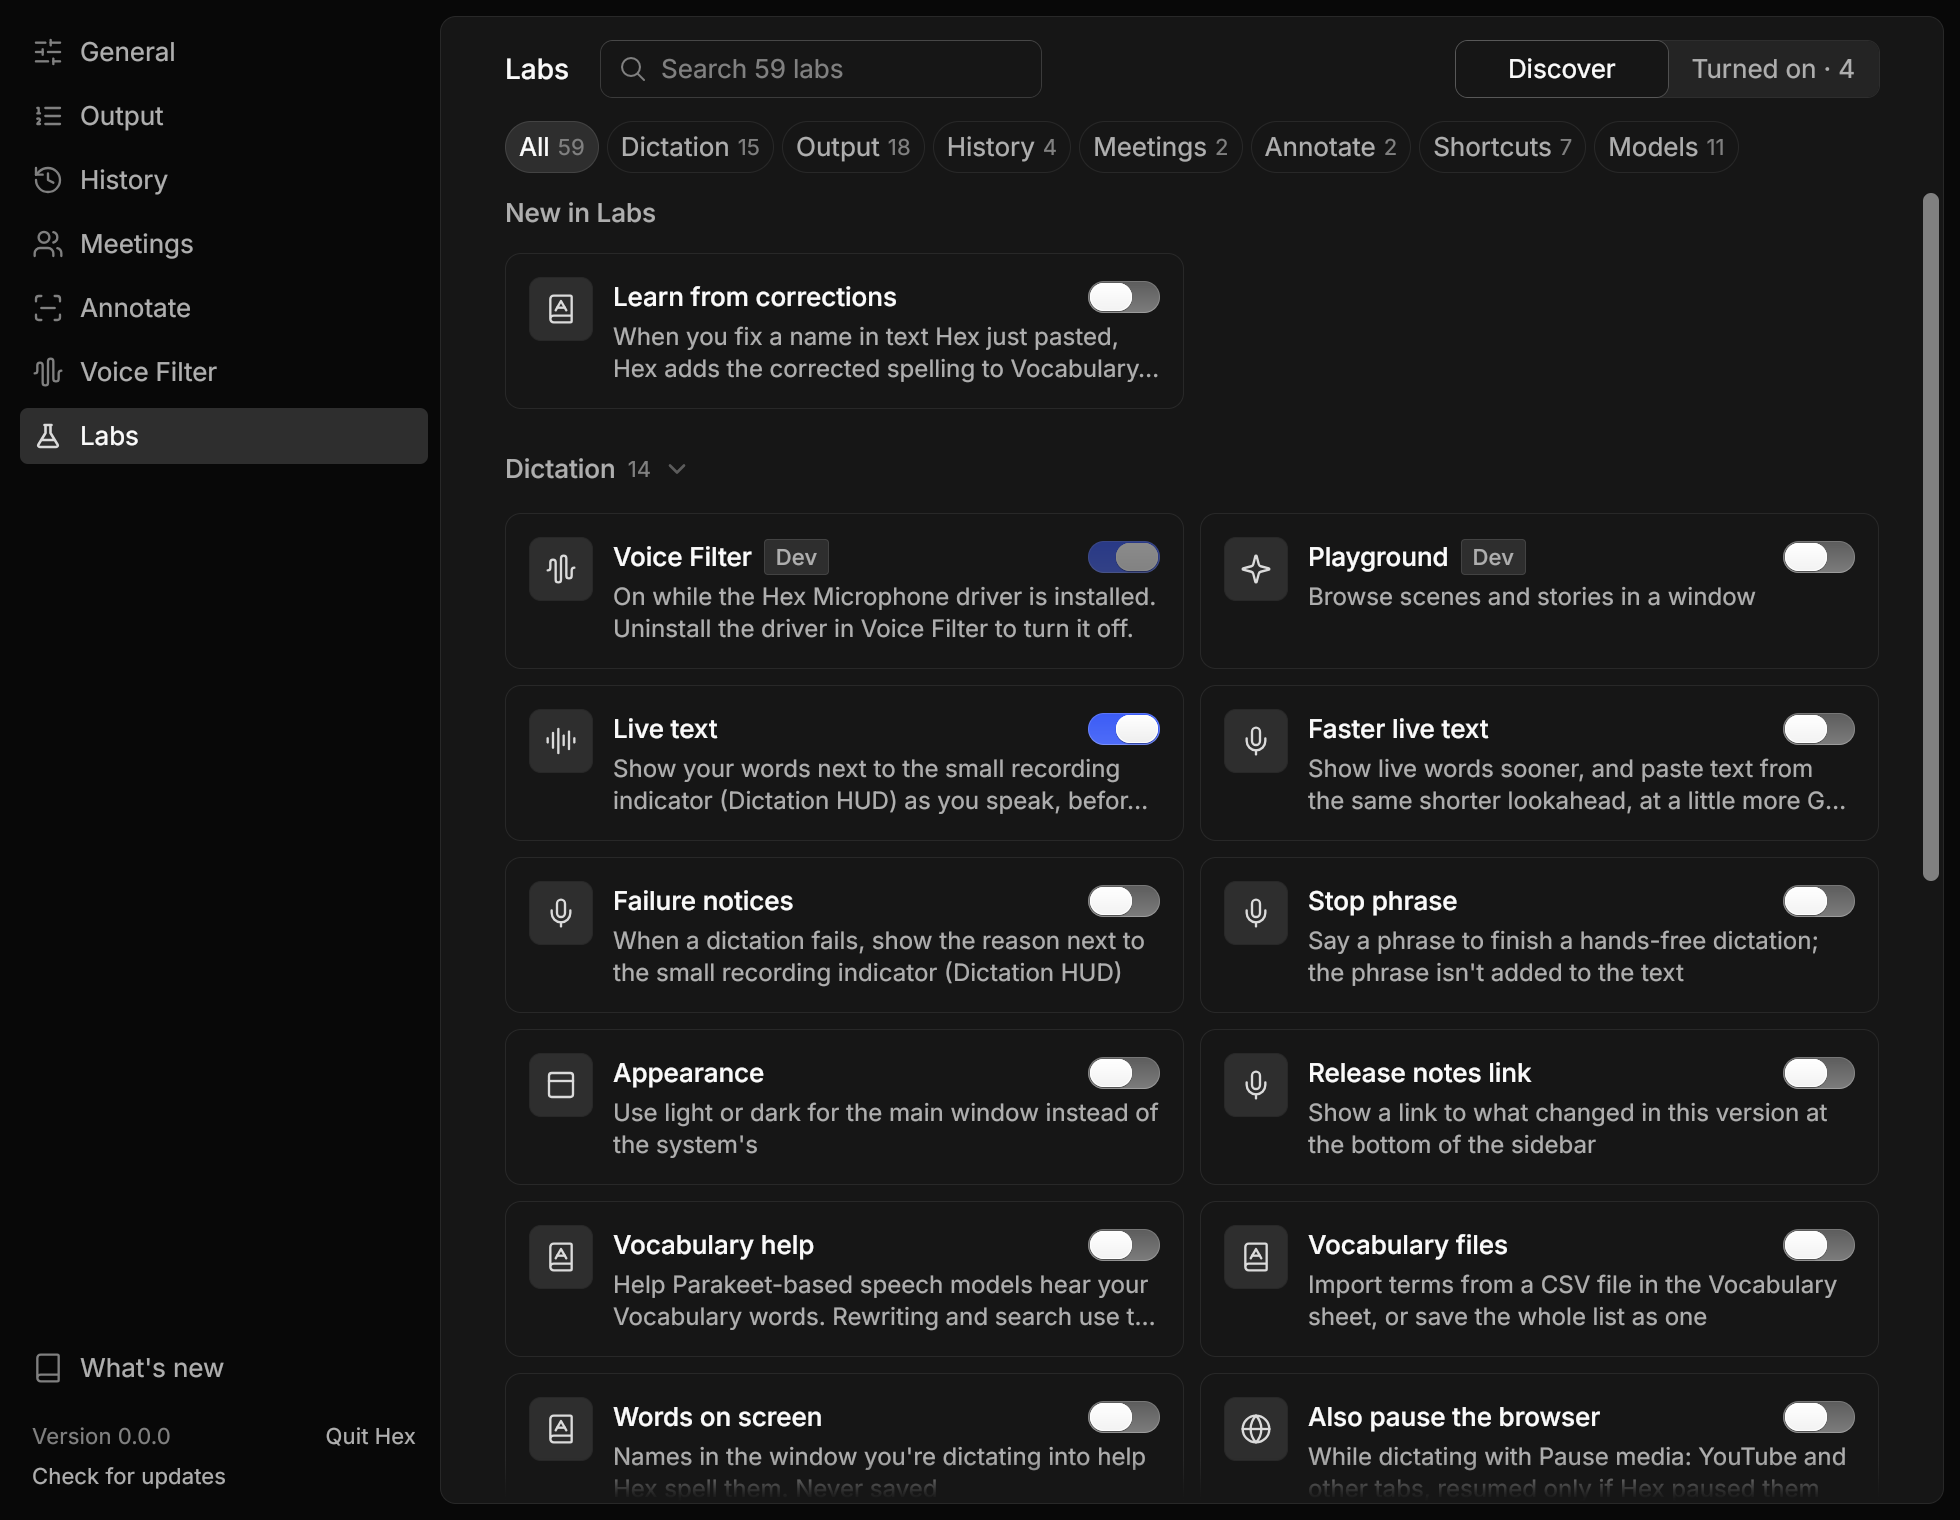 General
Output
History
Meetings
Annotate
Voice Filter
Labs
What's new
Version 0.0.0
Quit Hex
Check for updates
Labs
Search 59 labs
Discover
Turned on · 4
All 59
Dictation 15
Output 18
History 4
Meetings 2
Annotate 2
Shortcuts 7
Models 11
New in Labs
Learn from corrections
When you fix a name in text Hex just pasted,
Hex adds the corrected spelling to Vocabulary...
Dictation 14
Voice Filter Dev
On while the Hex Microphone driver is installed.
Uninstall the driver in Voice Filter to turn it off.
Playground Dev
Browse scenes and stories in a window
Live text
Show your words next to the small recording
indicator (Dictation HUD) as you speak, befor...
Faster live text
Show live words sooner, and paste text from
the same shorter lookahead, at a little more G...
Failure notices
When a dictation fails, show the reason next to
the small recording indicator (Dictation HUD)
Stop phrase
Say a phrase to finish a hands-free dictation;
the phrase isn't added to the text
Appearance
Use light or dark for the main window instead of
the system's
Release notes link
Show a link to what changed in this version at
the bottom of the sidebar
Vocabulary help
Help Parakeet-based speech models hear your
Vocabulary words. Rewriting and search use t...
Vocabulary files
Import terms from a CSV file in the Vocabulary
sheet, or save the whole list as one
Words on screen
Names in the window you're dictating into help
Hex spell them. Never saved
Also pause the browser
While dictating with Pause media: YouTube and
other tabs, resumed only if Hex paused them